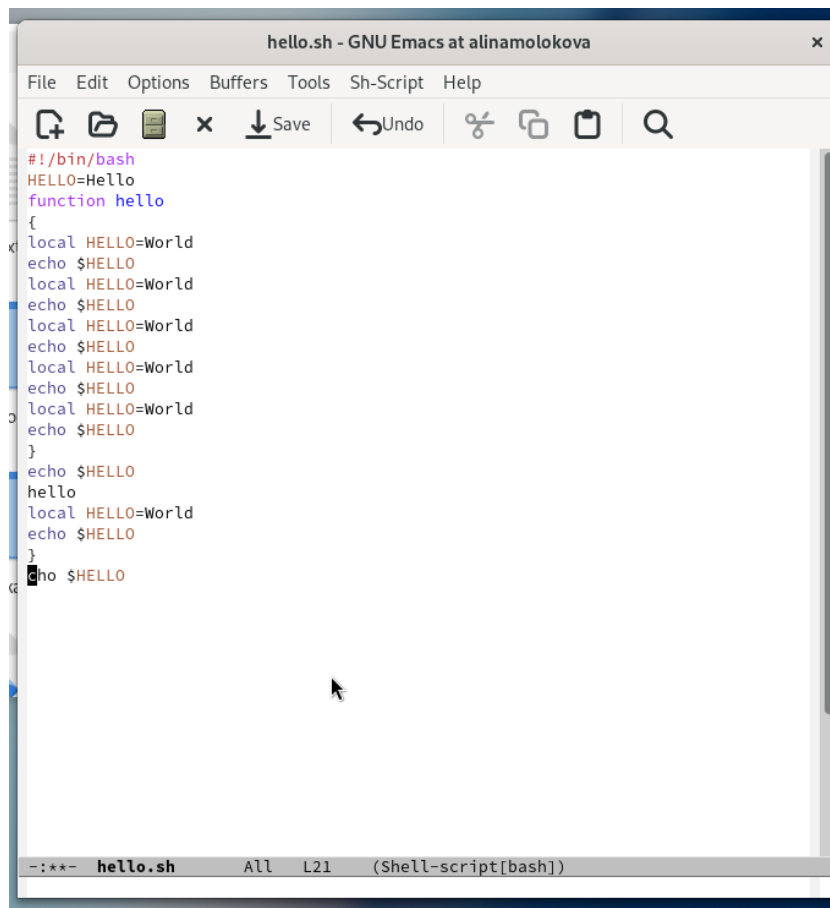 hello.sh - GNU Emacs at alinamolokova ×
File Edit Options Buffers Tools Sh-Script Help
Save Undo
#!/bin/bash
HELLO=Hello
function hello
{
local HELLO=World
echo $HELLO
local HELLO=World
echo $HELLO
local HELLO=World
echo $HELLO
local HELLO=World
echo $HELLO
local HELLO=World
echo $HELLO
}
echo $HELLO
hello
local HELLO=World
echo $HELLO
}
cho $HELLO
-:**- hello.sh All L21 (Shell-script[bash])